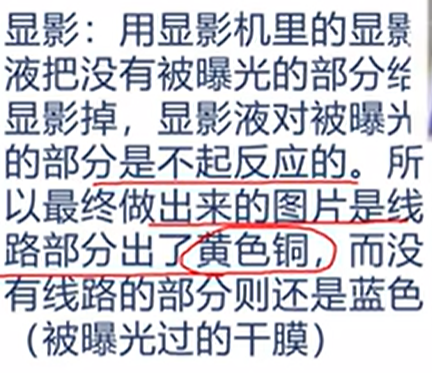 显影：用显影机里的显影
液把没有被曝光的部分给
显影掉，显影液对被曝光
的部分是不起反应的。所
以最终做出来的图片是线
路部分出了黄色铜，而没
有线路的部分则还是蓝色
（被曝光过的干膜）